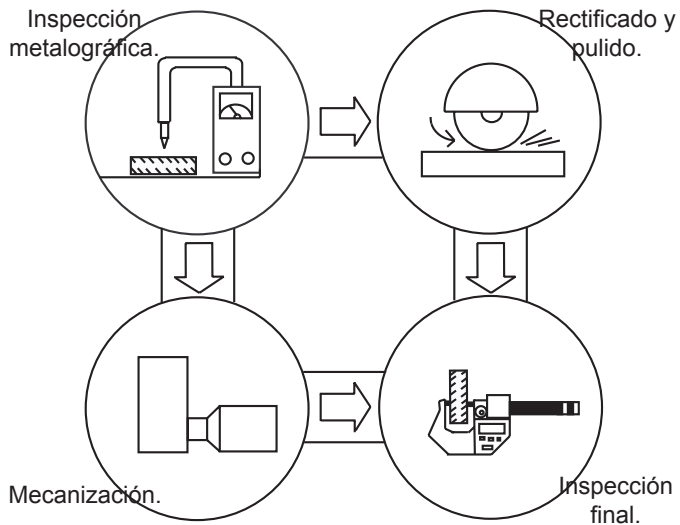 Inspección
metalográfica.
Rectificado y
pulido.
Mecanización.
Inspección
final.